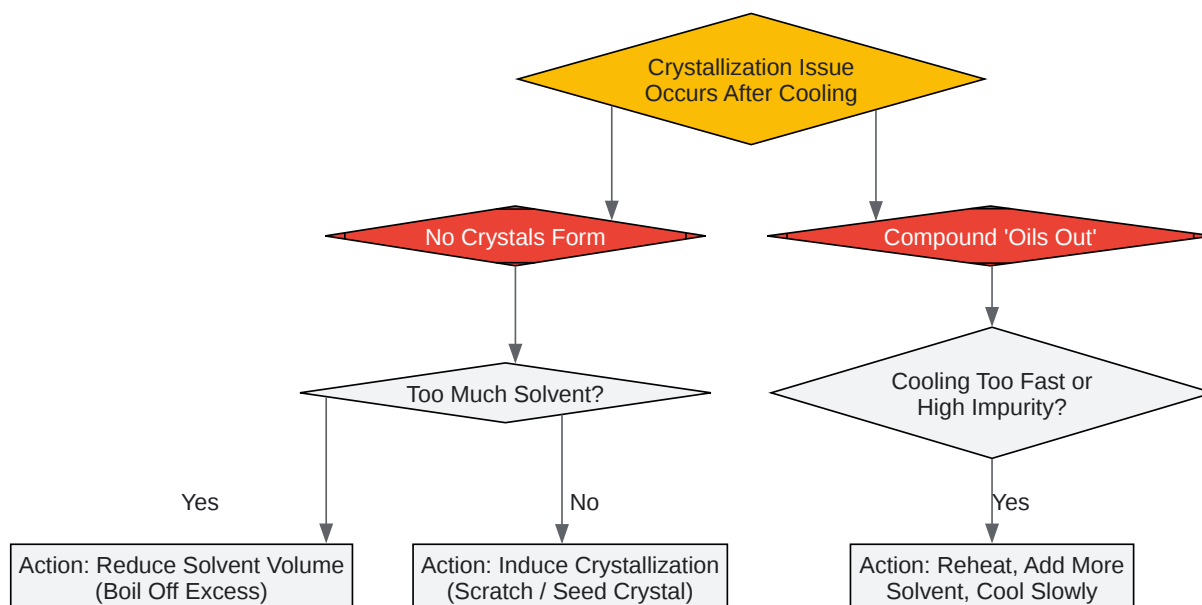 Crystallization Issue
Occurs After Cooling
No Crystals Form
Compound 'Oils Out'
Too Much Solvent?
Cooling Too Fast or
High Impurity?
Yes
No
Yes
Action: Reduce Solvent Volume
(Boil Off Excess)
Action: Induce Crystallization
(Scratch / Seed Crystal)
Action: Reheat, Add More
Solvent, Cool Slowly